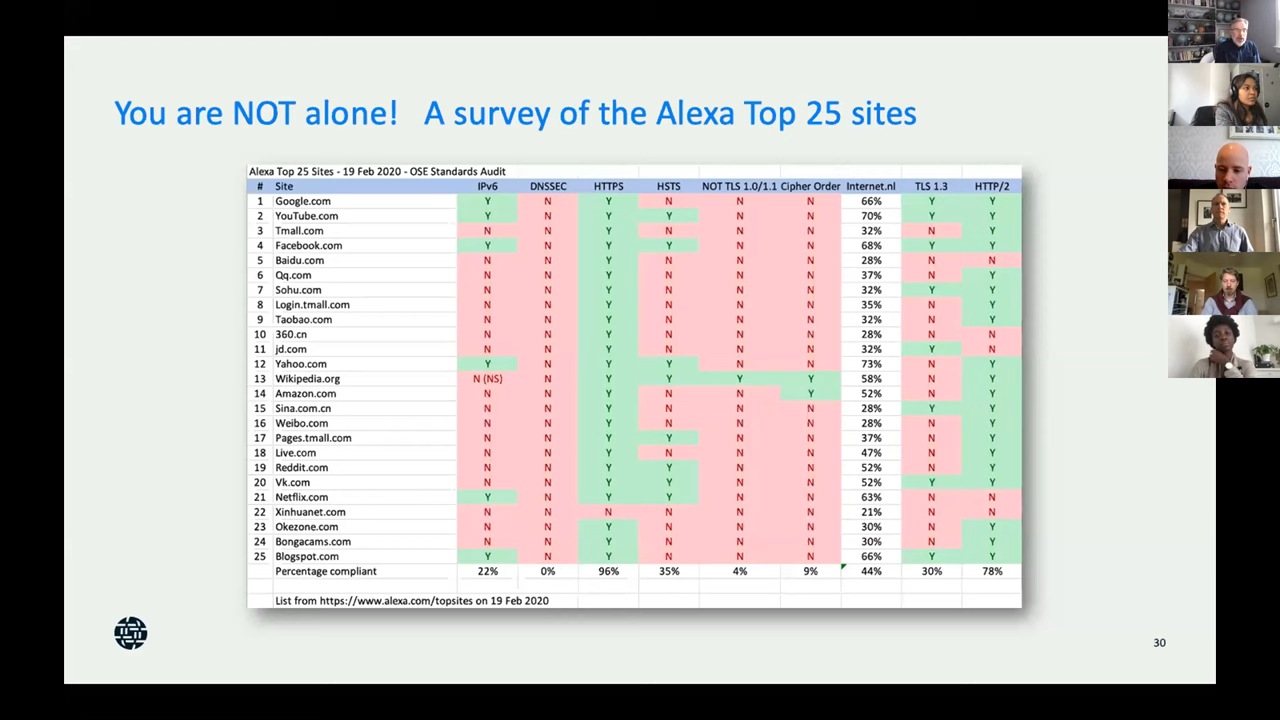 You are NOT alone! A survey of the Alexa Top 25 sites
Alexa Top 25 Sites - 19 Feb 2020 - OSE Standards Audit
# Site IPv6 DNSSEC HTTPS HSTS NOT TLS 1.0/1.1 Cipher Order Internet.nl TLS 1.3 HTTP/2
1 Google.com Y N Y N N N 66% Y Y
2 YouTube.com Y N Y Y N N 70% Y Y
3 Tmall.com N N Y N N N 32% N Y
4 Facebook.com Y N Y Y N N 68% Y Y
5 Baidu.com N N Y N N N 28% N N
6 Qq.com N N Y N N N 37% N Y
7 Sohu.com N N Y N N N 32% Y Y
8 Login.tmall.com N N Y N N N 35% N Y
9 Taobao.com N N Y N N N 32% N Y
10 360.cn N N Y N N N 28% N N
11 jd.com N N Y N N N 32% Y N
12 Yahoo.com Y N Y Y N N 73% N Y
13 Wikipedia.org N (NS) N Y Y Y Y 58% N Y
14 Amazon.com N N Y N N Y 52% N Y
15 Sina.com.cn N N Y N N N 28% Y Y
16 Weibo.com N N Y N N N 28% N Y
17 Pages.tmall.com N N Y Y N N 37% N Y
18 Live.com N N Y N N N 47% N Y
19 Reddit.com N N Y Y N N 52% N Y
20 Vk.com N N Y Y N N 52% Y Y
21 Netflix.com Y N Y Y N N 63% N N
22 Xinhuanet.com N N N N N N 21% N N
23 Okezone.com N N Y N N N 30% N Y
24 Bongacams.com N N Y N N N 30% N Y
25 Blogspot.com Y N Y N N N 66% Y Y
Percentage compliant 22% 0% 96% 35% 4% 9% 44% 30% 78%
List from https://www.alexa.com/topsites on 19 Feb 2020
30